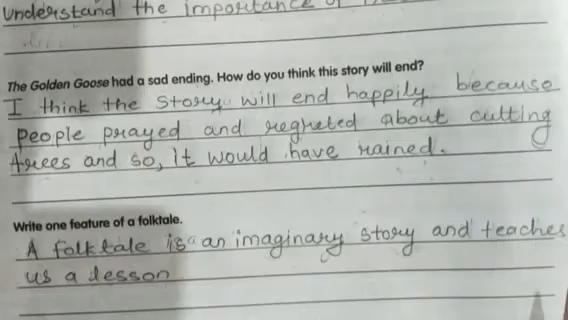 Understand the importance of
The Golden Goose had a sad ending. How do you think this story will end?
I think the story will end happily because
people prayed and regreted about cutting
trees and so, it would have rained.
Write one feature of a folktale.
A folktale is an imaginary story and teaches
us a lesson